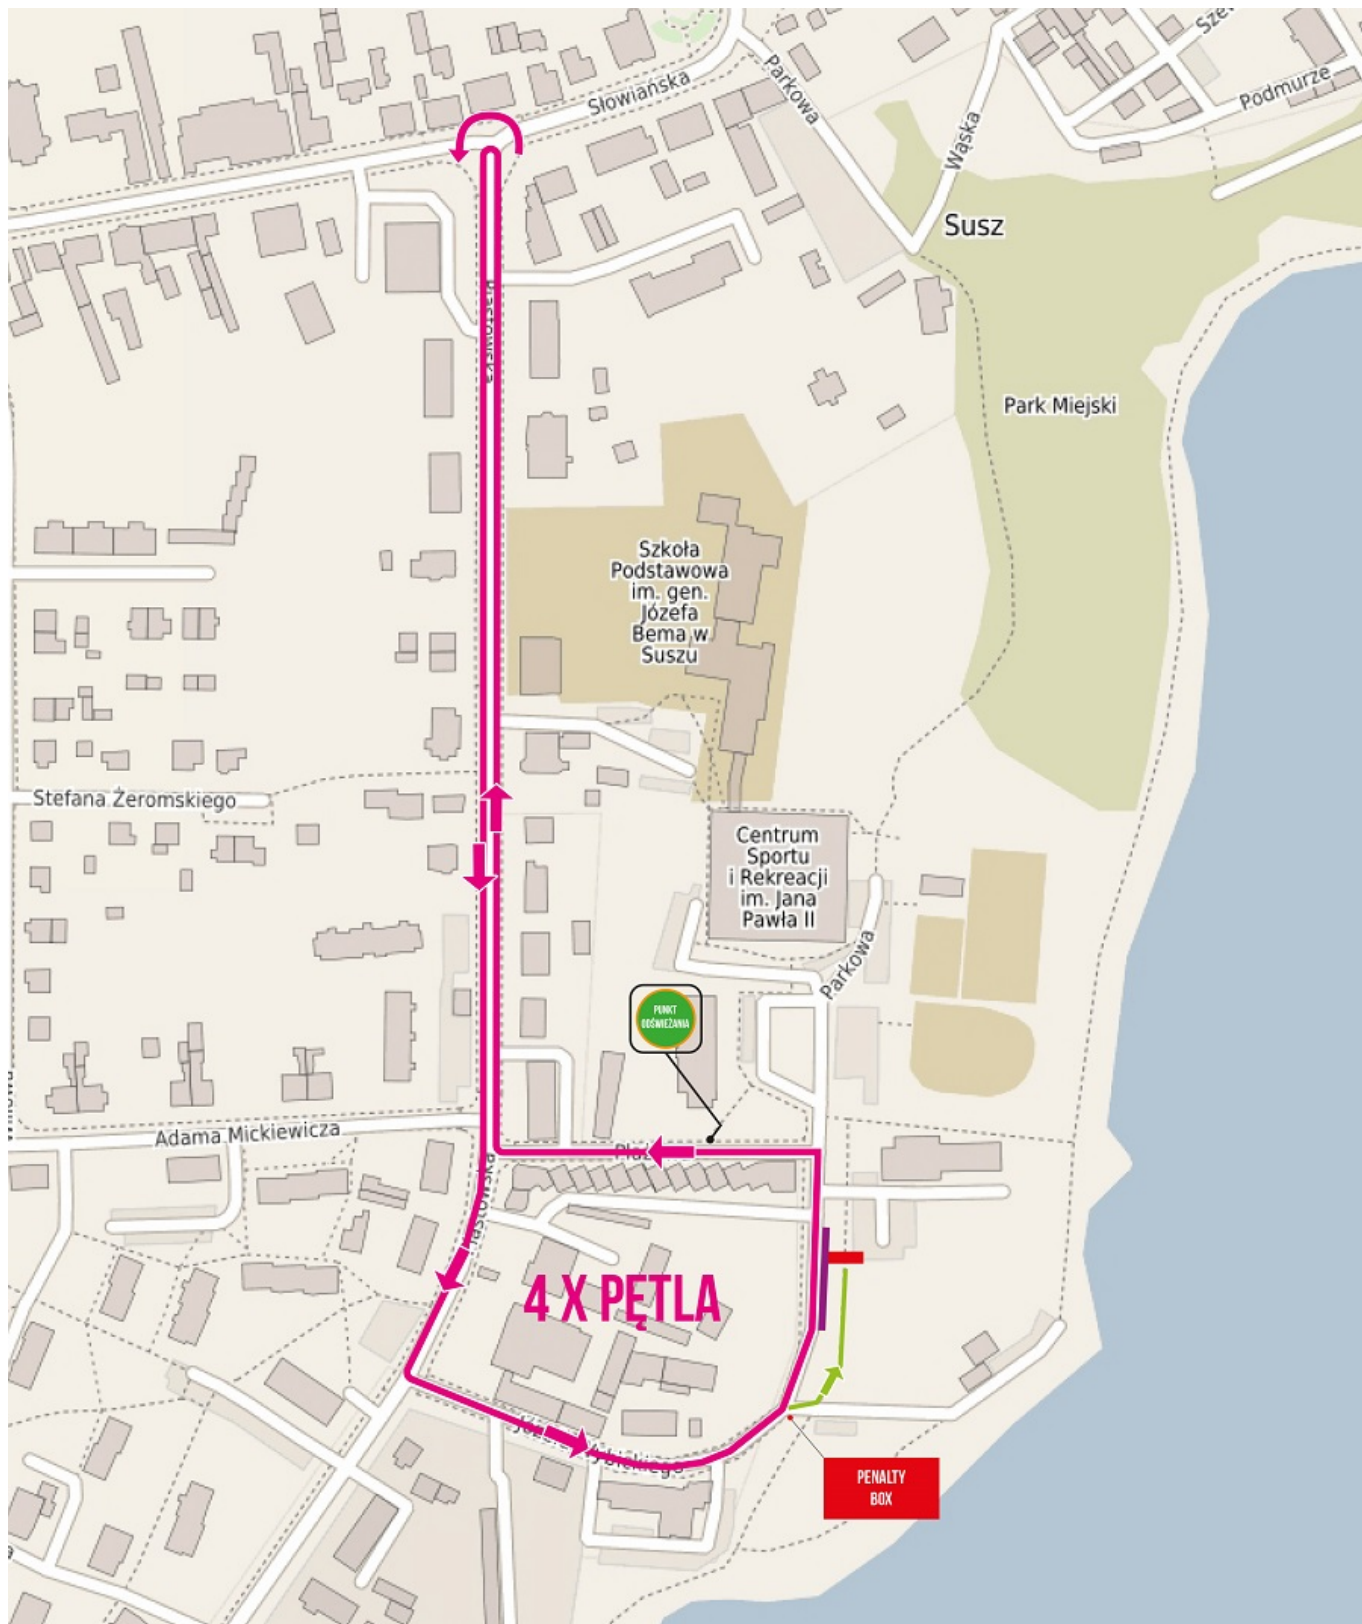 Szew
Podmurze
Słowiańska
Parkowa
Wąska
Susz
Park Miejski
Szkoła
Podstawowa
im. gen.
Józefa
Bema w
Suszu
Stefana Żeromskiego
Centrum
Sportu
i Rekreacji
im. Jana
Pawła II
Parkowa
PUNKT
ODŚWIEŻANIA
Adama Mickiewicza
4 X PĘTLA
PENALTY
BOX